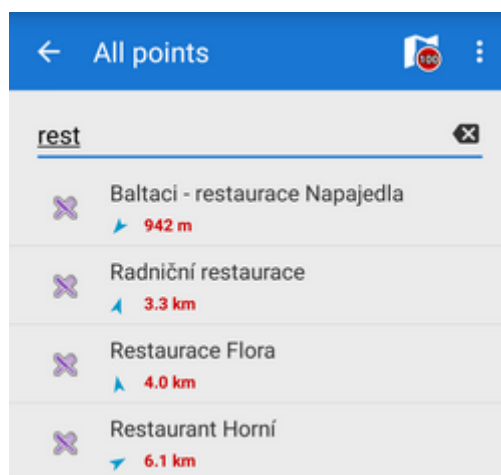 All points
100
rest
Baltaci - restaurace Napajedla
942 m
Radniční restaurace
3.3 km
Restaurace Flora
4.0 km
Restaurant Horní
6.1 km